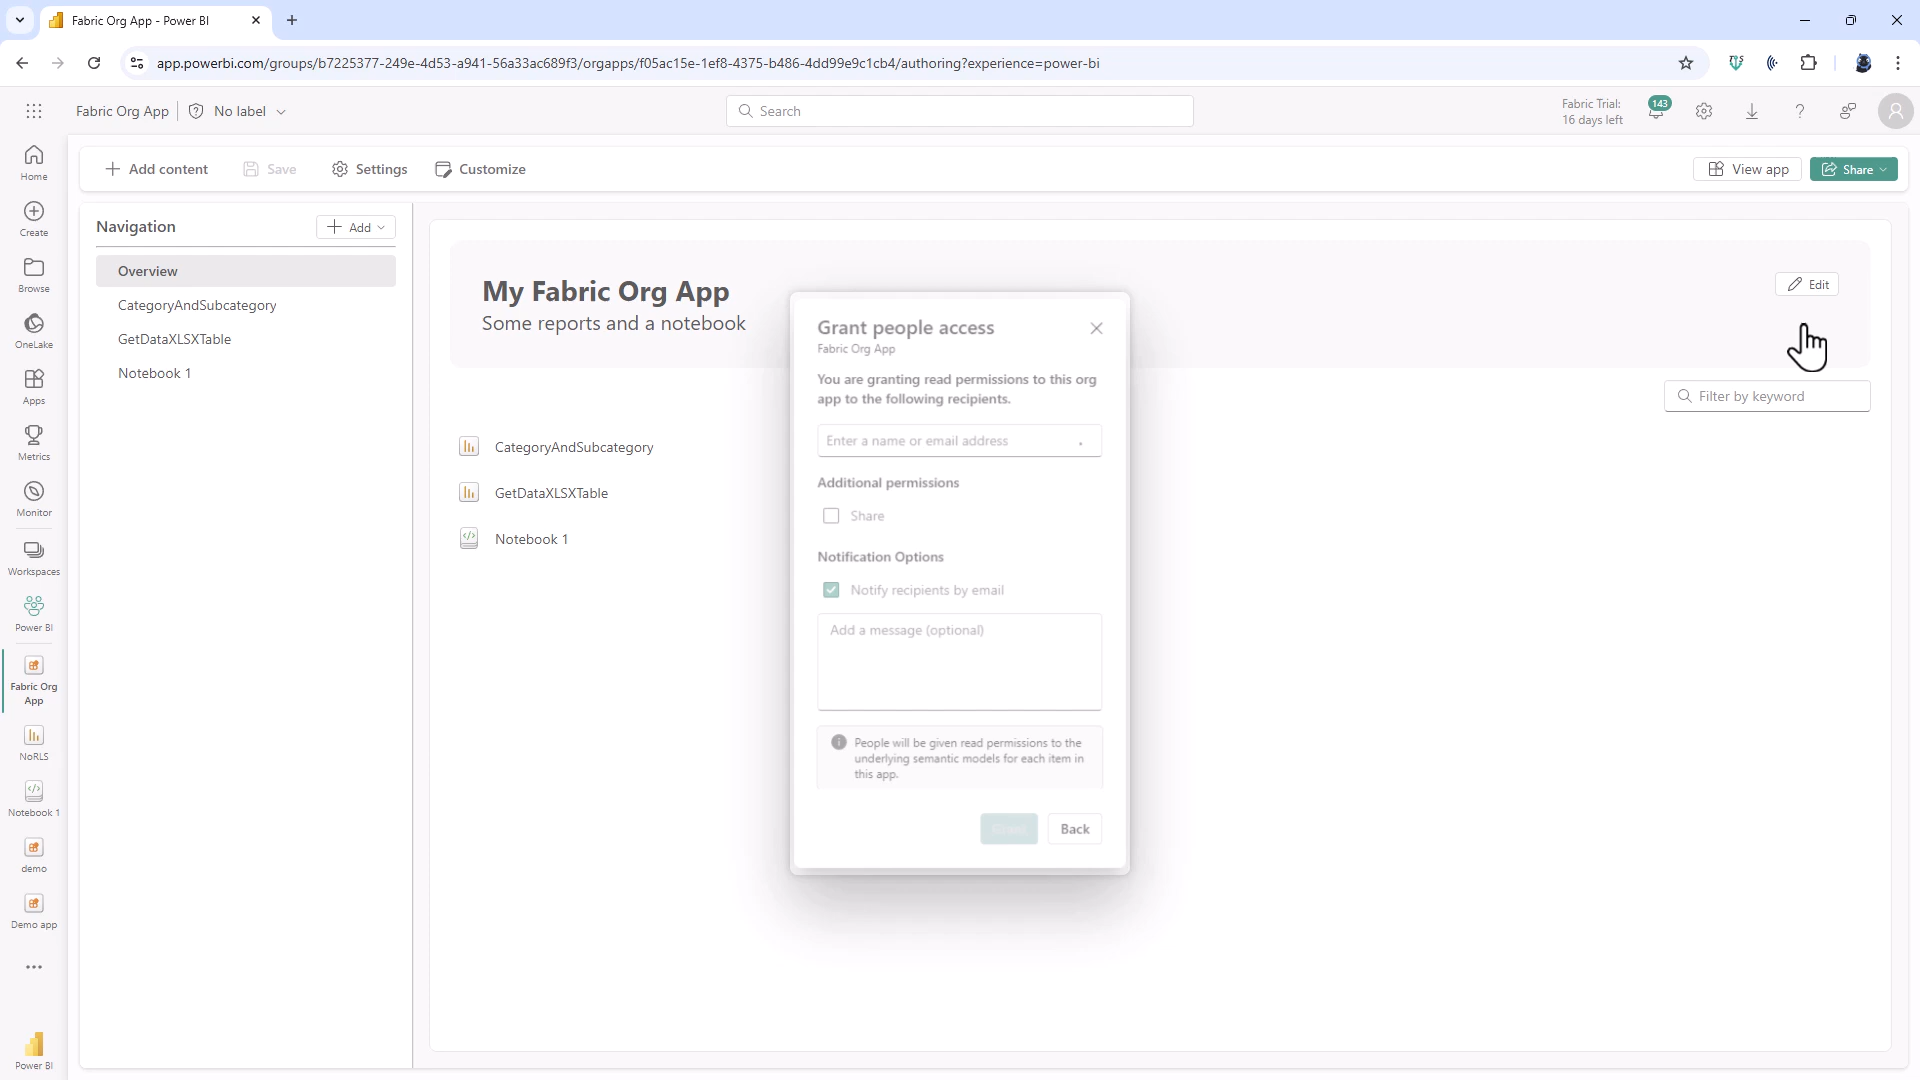 Fabric Org App - Power BI
app.powerbi.com/groups/b7225377-249e-4d53-a941-56a33ac689f3/orgapps/f05ac15e-1ef8-4375-b486-4dd99e9c1cb4/authoring?experience=power-bi
Fabric Org App
No label
Search
Fabric Trial:
16 days left
143
Add content
Save
Settings
Customize
View app
Share
Home
Create
Browse
OneLake
Apps
Metrics
Monitor
Workspaces
Power BI
Fabric Org
App
NoRLS
Notebook 1
demo
Demo app
Power BI
Navigation
Add
Overview
CategoryAndSubcategory
GetDataXLSXTable
Notebook 1
My Fabric Org App
Some reports and a notebook
Edit
Filter by keyword
CategoryAndSubcategory
GetDataXLSXTable
Notebook 1
Grant people access
Fabric Org App
You are granting read permissions to this org
app to the following recipients.
Enter a name or email address
Additional permissions
Share
Notification Options
Notify recipients by email
Add a message (optional)
People will be given read permissions to the
underlying semantic models for each item in
this app.
Back